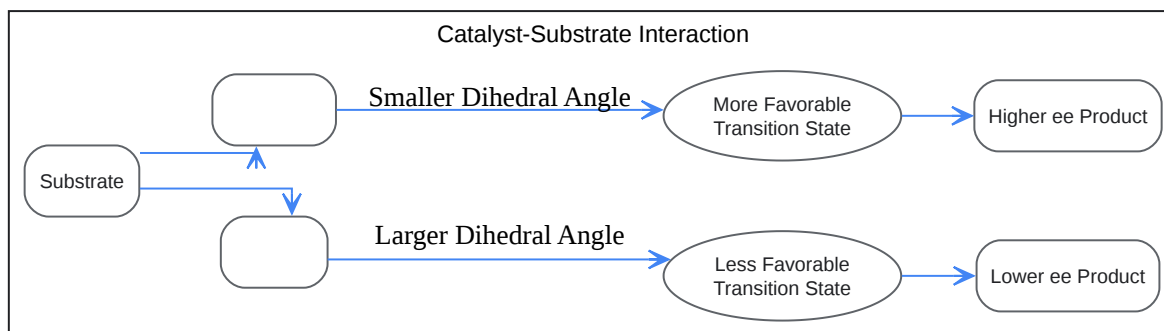 Catalyst-Substrate Interaction
Smaller Dihedral Angle
More Favorable
Transition State
Higher ee Product
Substrate
Larger Dihedral Angle
Less Favorable
Transition State
Lower ee Product